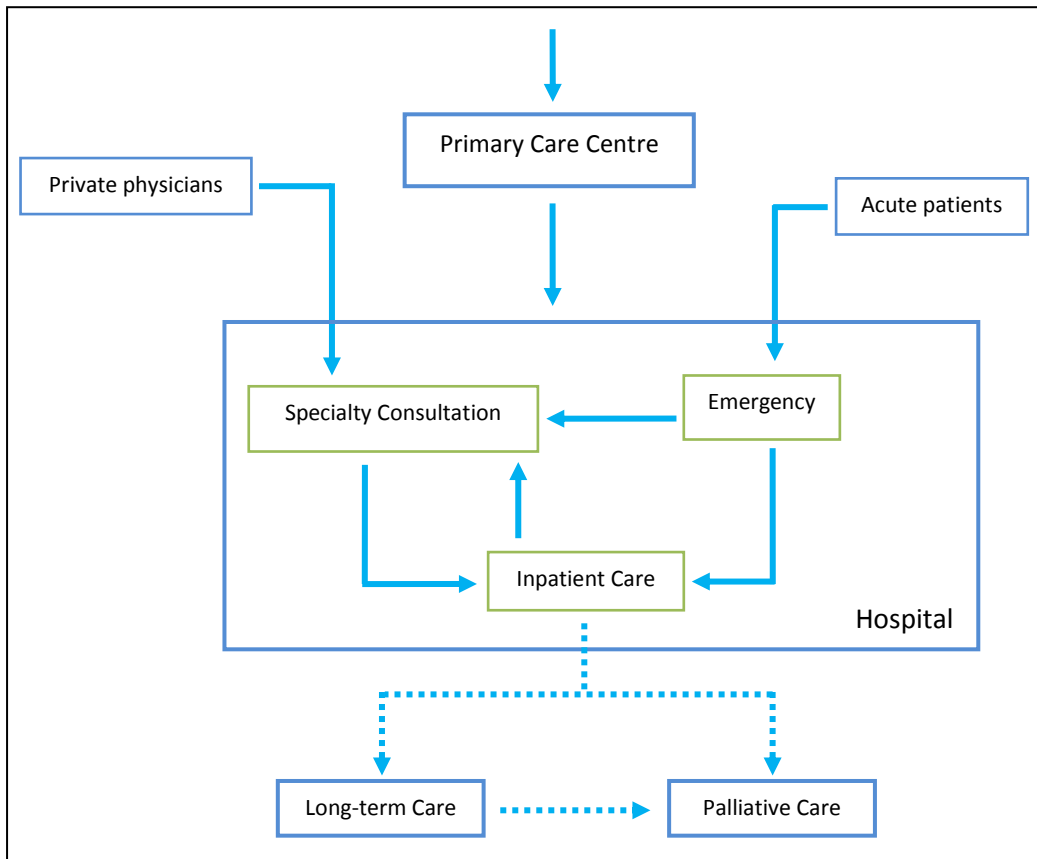 Primary Care Centre
Private physicians
Acute patients
Specialty Consultation
Emergency
Inpatient Care
Hospital
Long-term Care
Palliative Care